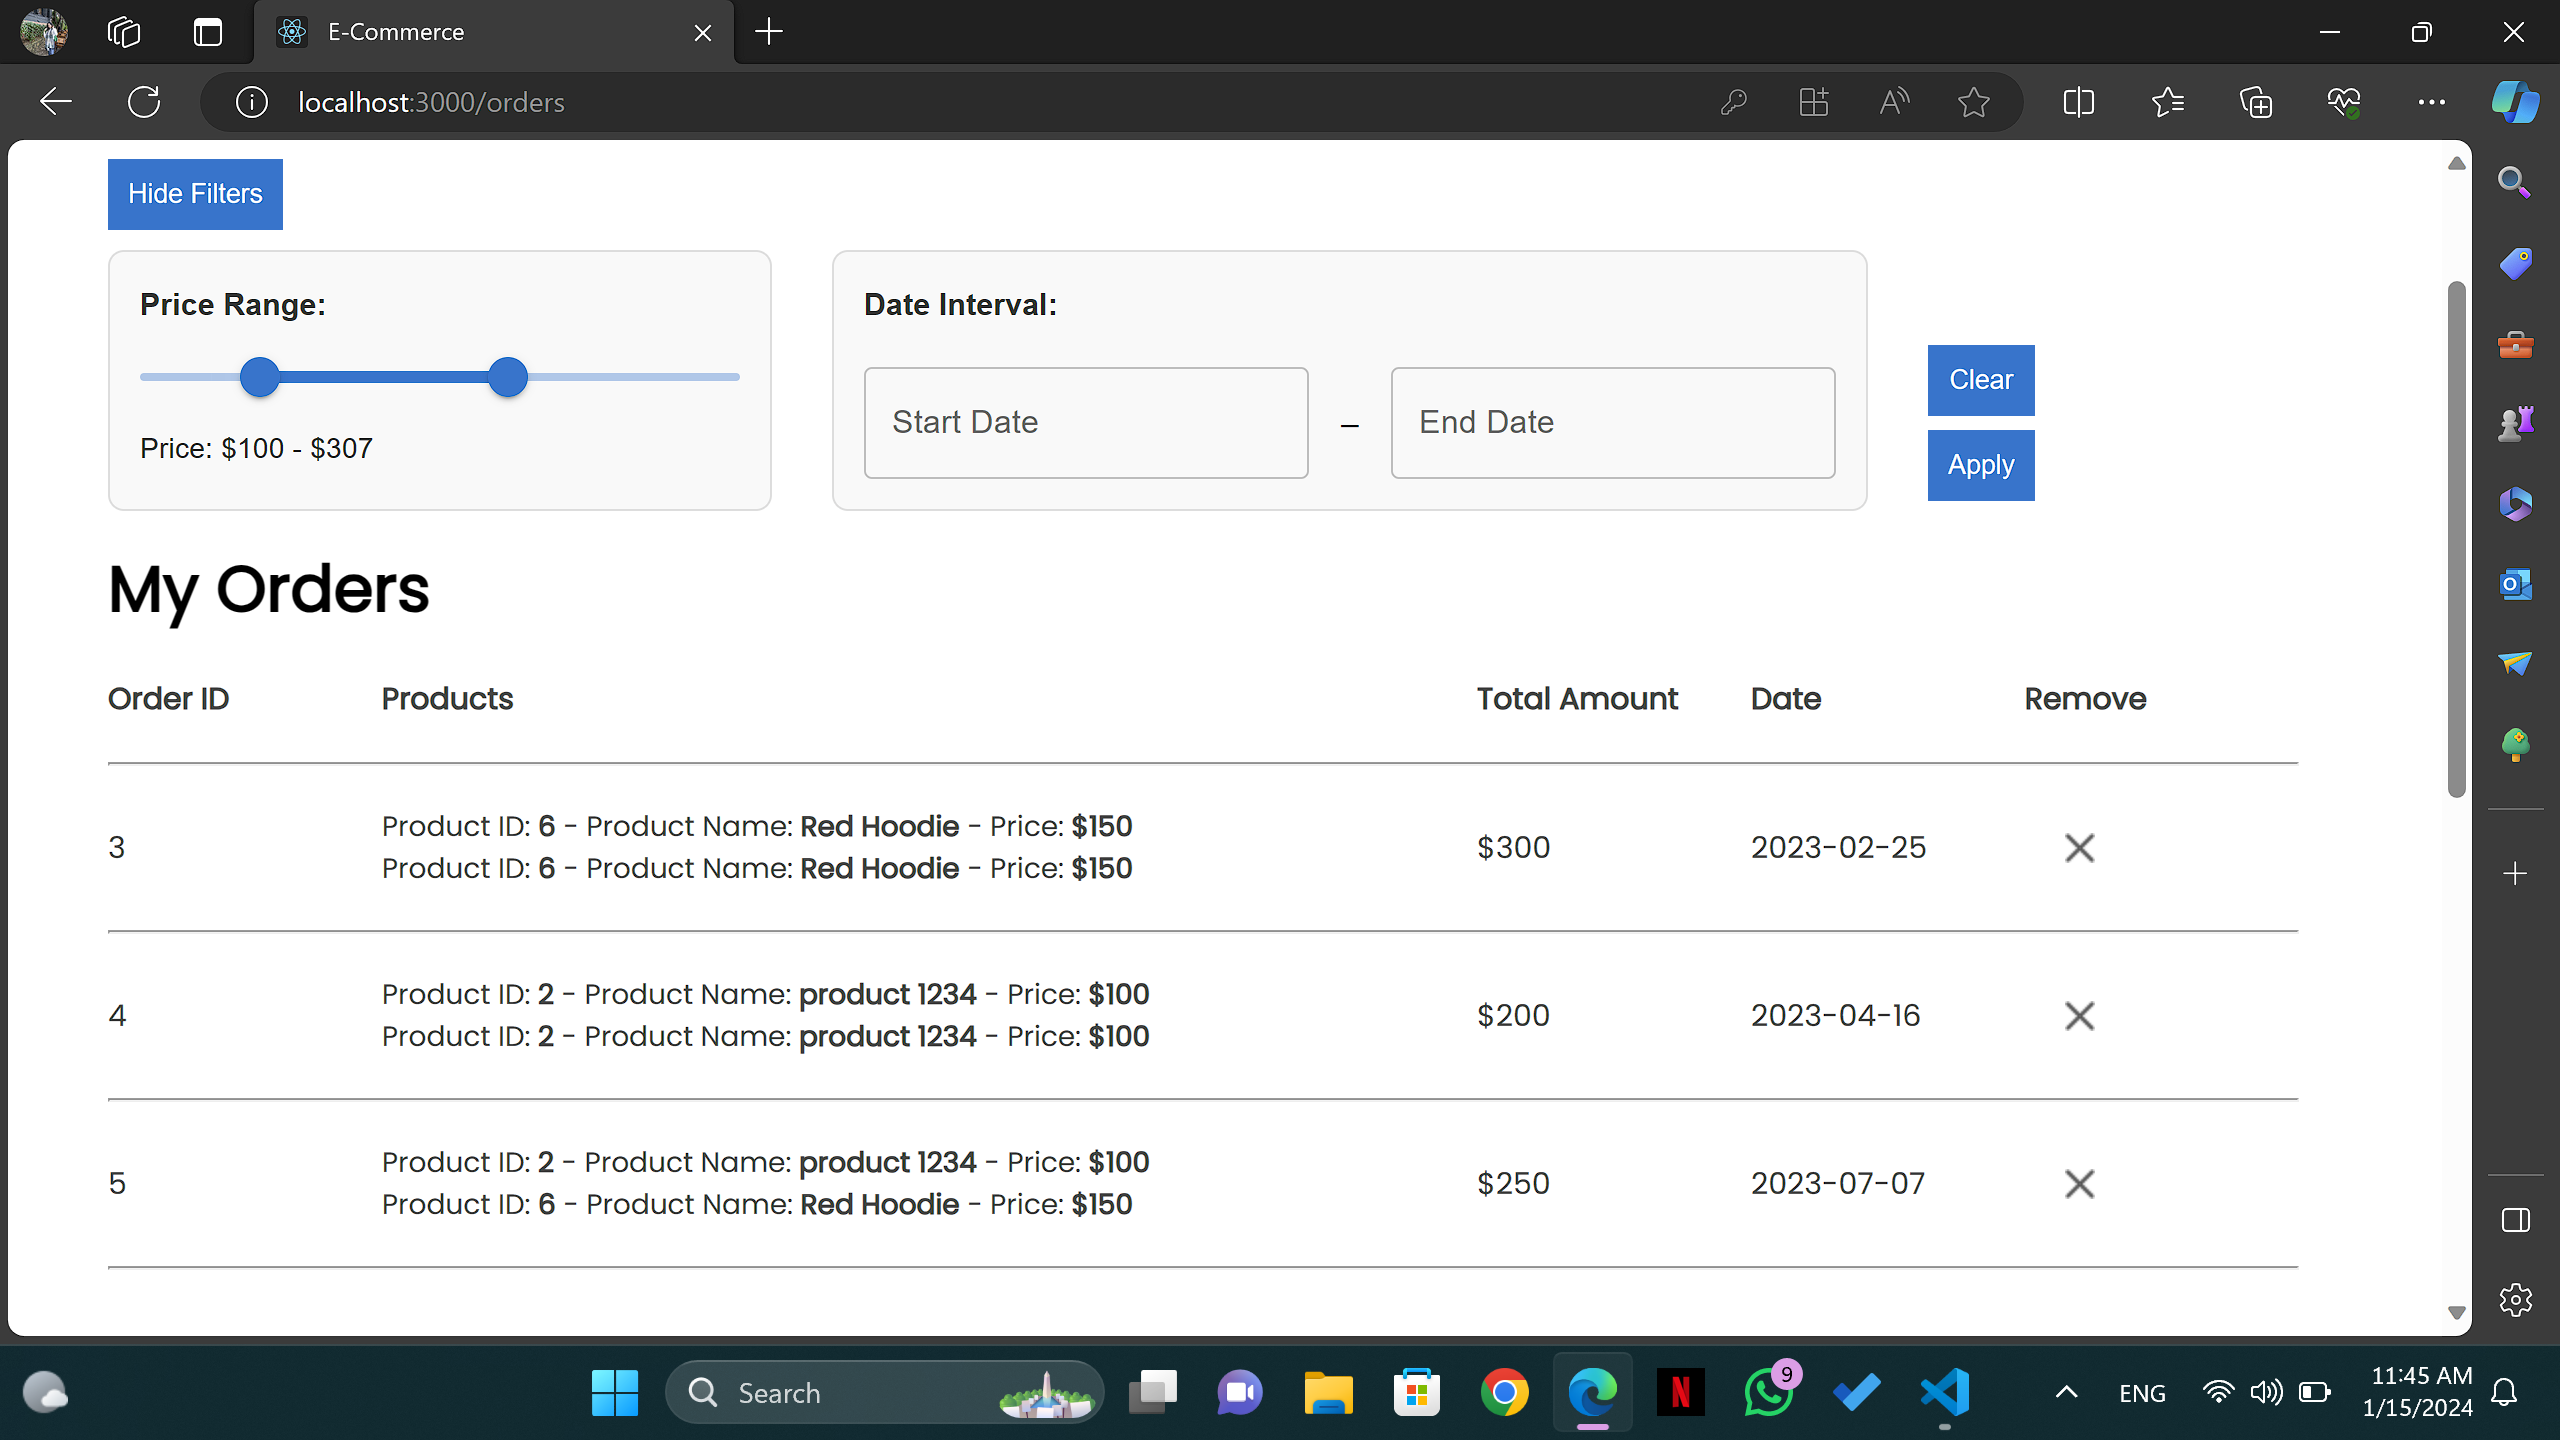 E-Commerce
localhost:3000/orders
Hide Filters
Price Range:
Price: $100 - $307
Date Interval:
Start Date
–
End Date
Clear
Apply
My Orders
Order ID Products Total Amount Date Remove
3
Product ID: 6 - Product Name: Red Hoodie - Price: $150
Product ID: 6 - Product Name: Red Hoodie - Price: $150
$300
2023-02-25
4
Product ID: 2 - Product Name: product 1234 - Price: $100
Product ID: 2 - Product Name: product 1234 - Price: $100
$200
2023-04-16
5
Product ID: 2 - Product Name: product 1234 - Price: $100
Product ID: 6 - Product Name: Red Hoodie - Price: $150
$250
2023-07-07
Search
9
ENG
11:45 AM
1/15/2024